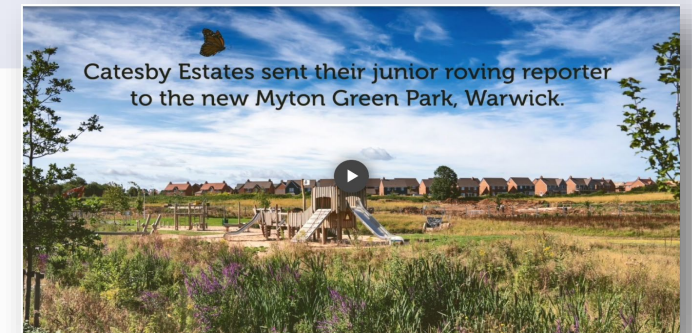 Catesby Estates sent their junior roving reporter
to the new Myton Green Park, Warwick.